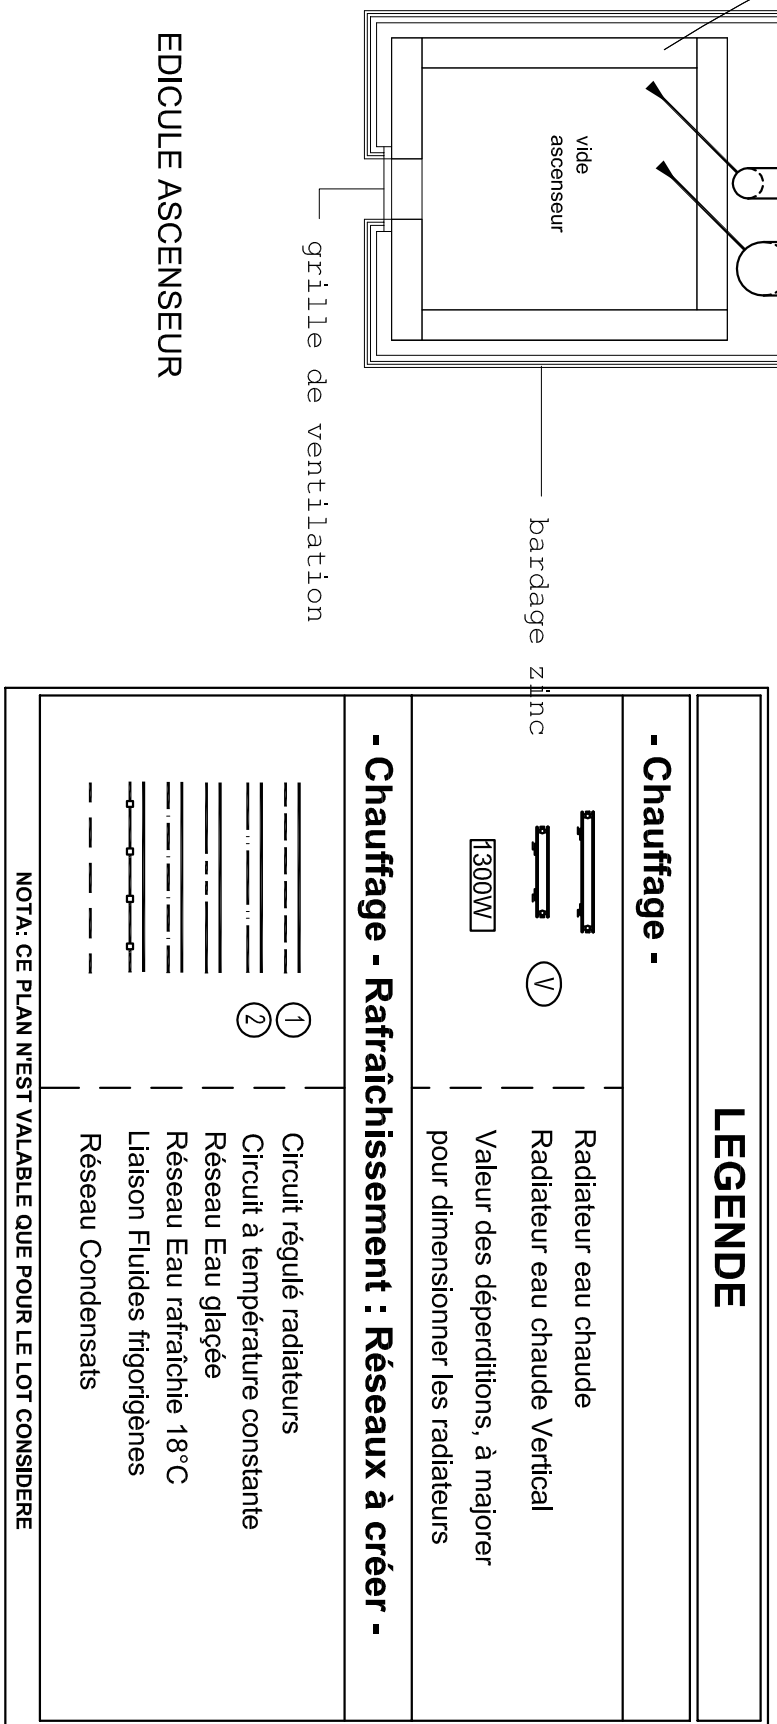 vide
ascenseur
bardage zinc
grille de ventilation
EDICULE ASCENSEUR
LEGENDE
- Chauffage -
Radiateur eau chaude
V Radiateur eau chaude Vertical
1300W Valeur des déperditions, à majorer
pour dimensionner les radiateurs
- Chauffage - Rafraîchissement : Réseaux à créer -
1 Circuit régulé radiateurs
2 Circuit à température constante
Réseau Eau glaçée
Réseau Eau rafraîchie 18°C
Liaison Fluides frigorigènes
Réseau Condensats
NOTA: CE PLAN N'EST VALABLE QUE POUR LE LOT CONSIDERE